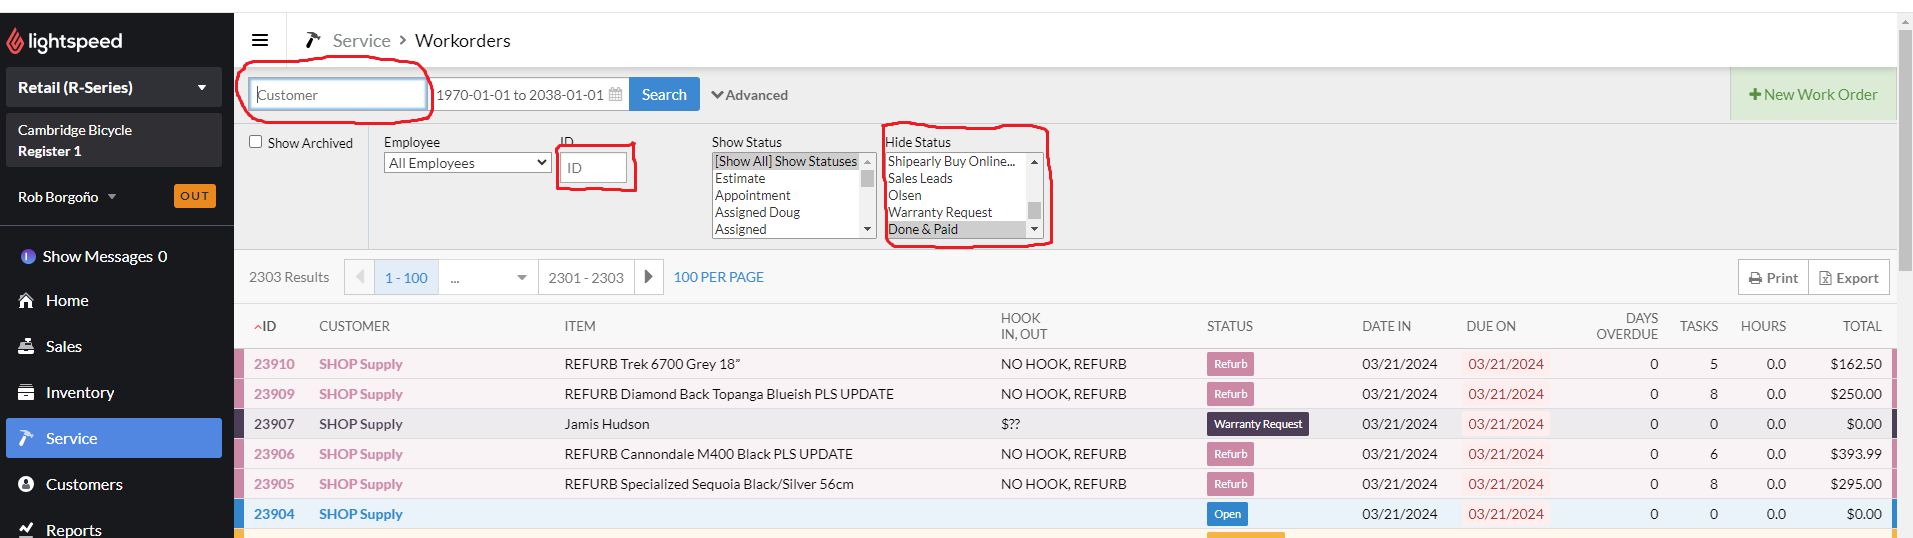 lightspeed
Service > Workorders
Retail (R-Series)
Customer
1970-01-01 to 2038-01-01
Search
Advanced
+ New Work Order
Cambridge Bicycle
Register 1
Show Archived
Employee
All Employees
ID
ID
Show Status
[Show All] Show Statuses
Estimate
Appointment
Assigned Doug
Assigned
Hide Status
Shipearly Buy Online...
Sales Leads
Olsen
Warranty Request
Done & Paid
Rob Borgoño
OUT
Show Messages 0
Home
Sales
Inventory
Service
Customers
Reports
2303 Results
1 - 100
...
2301 - 2303
100 PER PAGE
Print
Export
ID CUSTOMER ITEM HOOK IN, OUT STATUS DATE IN DUE ON DAYS OVERDUE TASKS HOURS TOTAL
23910 SHOP Supply REFURB Trek 6700 Grey 18” NO HOOK, REFURB Refurb 03/21/2024 03/21/2024 0 5 0.0 $162.50
23909 SHOP Supply REFURB Diamond Back Topanga Blueish PLS UPDATE NO HOOK, REFURB Refurb 03/21/2024 03/21/2024 0 8 0.0 $250.00
23907 SHOP Supply Jamis Hudson $?? Warranty Request 03/21/2024 03/21/2024 0 0 0.0 $0.00
23906 SHOP Supply REFURB Cannondale M400 Black PLS UPDATE NO HOOK, REFURB Refurb 03/21/2024 03/21/2024 0 6 0.0 $393.99
23905 SHOP Supply REFURB Specialized Sequoia Black/Silver 56cm NO HOOK, REFURB Refurb 03/21/2024 03/21/2024 0 8 0.0 $295.00
23904 SHOP Supply Open 03/21/2024 03/21/2024 0 0 0.0 $0.00